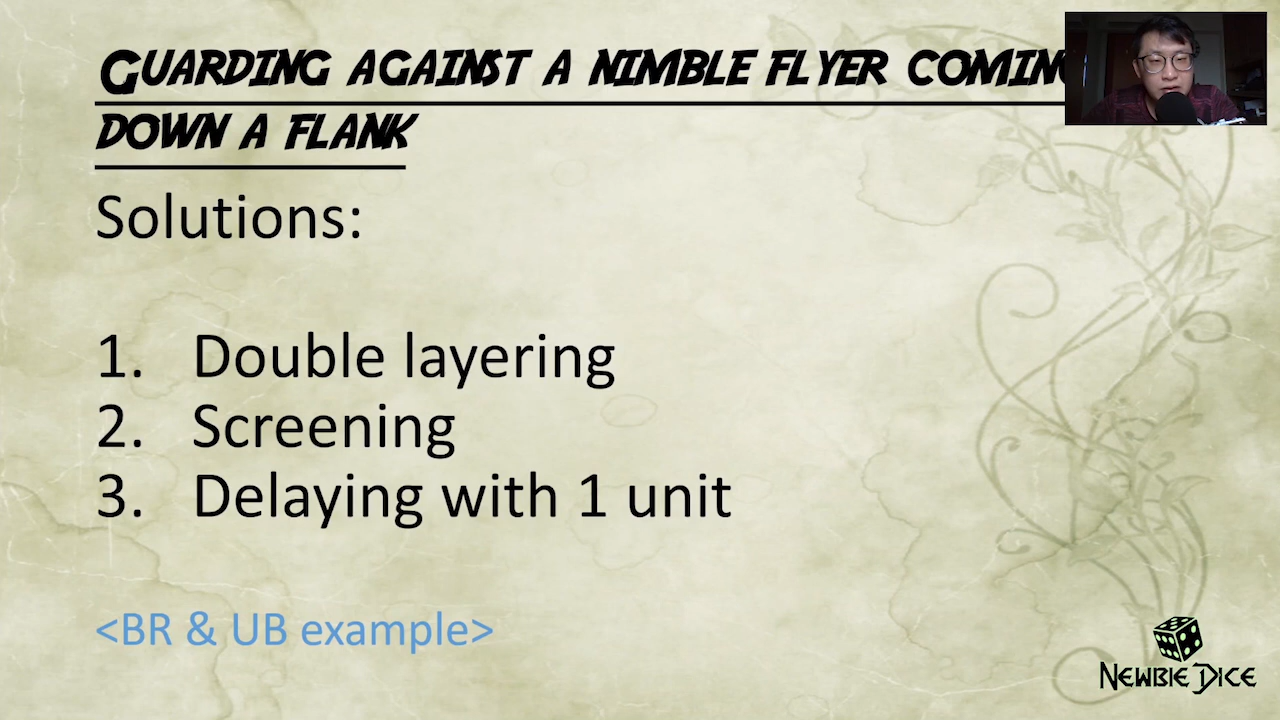 GUARDING AGAINST A NIMBLE FLYER COMING
DOWN A FLANK
Solutions:
1. Double layering
2. Screening
3. Delaying with 1 unit
<BR & UB example>
NEWBIE DICE